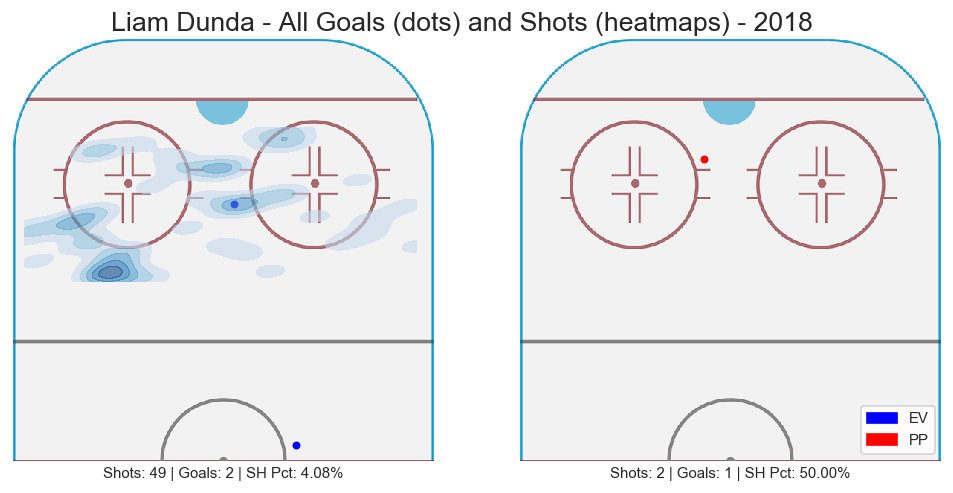 Liam Dunda - All Goals (dots) and Shots (heatmaps) - 2018
EV
PP
Shots: 49 | Goals: 2 | SH Pct: 4.08%
Shots: 2 | Goals: 1 | SH Pct: 50.00%